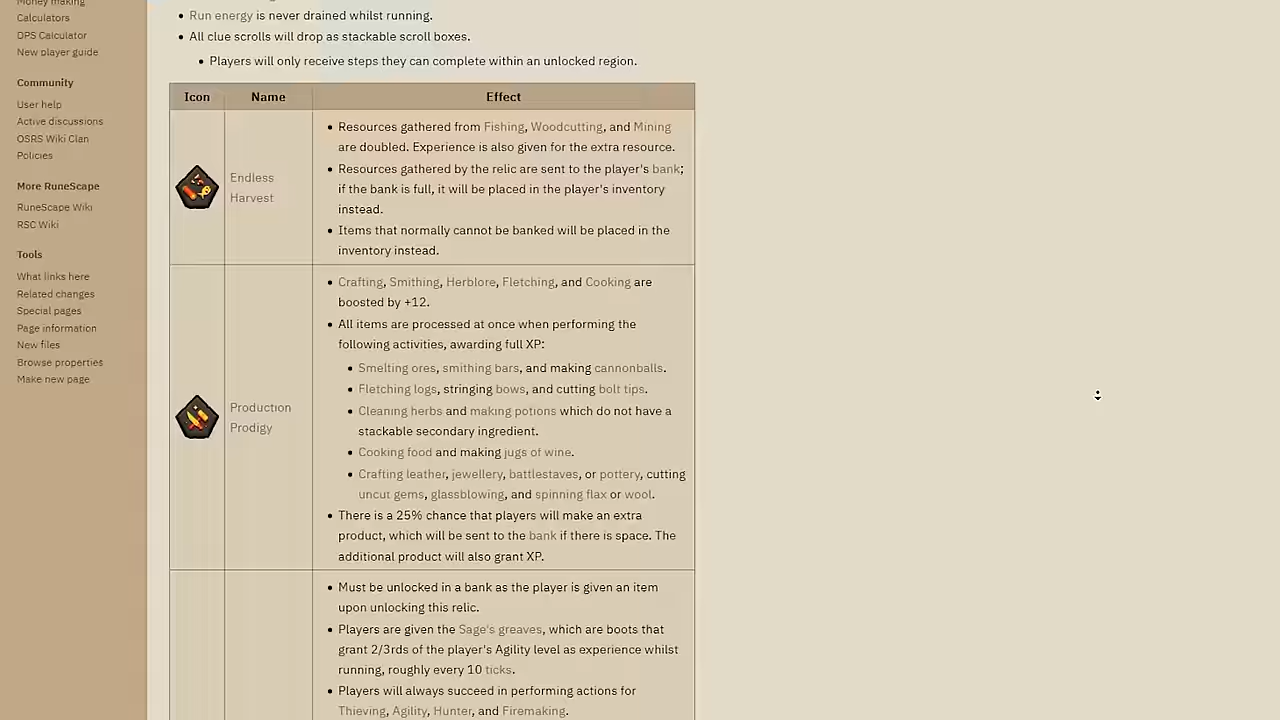 Money making
Calculators
DPS Calculator
New player guide
Community
User help
Active discussions
OSRS Wiki Clan
Policies
More RuneScape
RuneScape Wiki
RSC Wiki
Tools
What links here
Related changes
Special pages
Page information
New files
Browse properties
Make new page
Run energy is never drained whilst running.
All clue scrolls will drop as stackable scroll boxes.
Players will only receive steps they can complete within an unlocked region.
Icon Name Effect
Endless
Harvest
Resources gathered from Fishing, Woodcutting, and Mining
are doubled. Experience is also given for the extra resource.
Resources gathered by the relic are sent to the player's bank;
if the bank is full, it will be placed in the player's inventory
instead.
Items that normally cannot be banked will be placed in the
inventory instead.
Production
Prodigy
Crafting, Smithing, Herblore, Fletching, and Cooking are
boosted by +12.
All items are processed at once when performing the
following activities, awarding full XP:
Smelting ores, smithing bars, and making cannonballs.
Fletching logs, stringing bows, and cutting bolt tips.
Cleaning herbs and making potions which do not have a
stackable secondary ingredient.
Cooking food and making jugs of wine.
Crafting leather, jewellery, battlestaves, or pottery, cutting
uncut gems, glassblowing, and spinning flax or wool.
There is a 25% chance that players will make an extra
product, which will be sent to the bank if there is space. The
additional product will also grant XP.
Must be unlocked in a bank as the player is given an item
upon unlocking this relic.
Players are given the Sage's greaves, which are boots that
grant 2/3rds of the player's Agility level as experience whilst
running, roughly every 10 ticks.
Players will always succeed in performing actions for
Thieving, Agility, Hunter, and Firemaking.